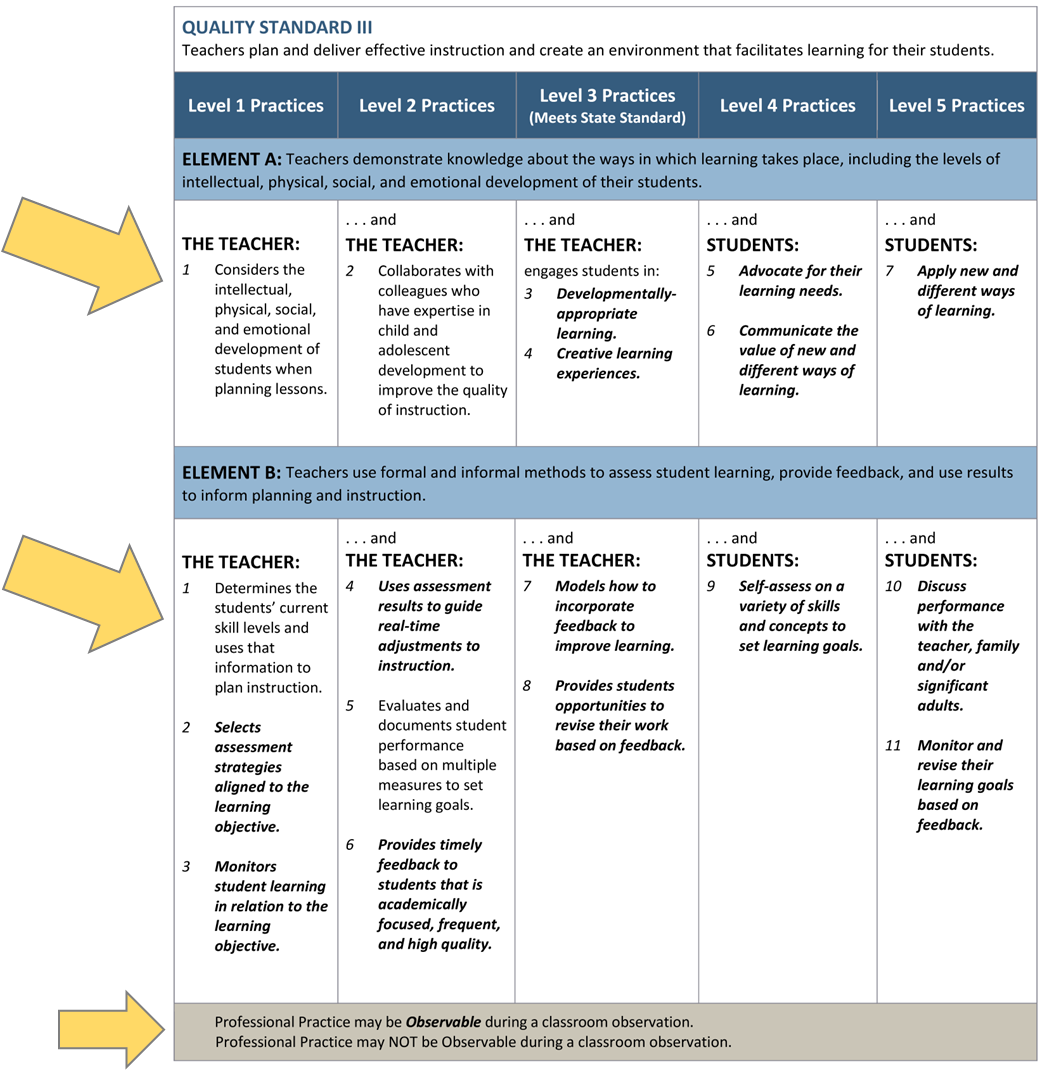 QUALITY STANDARD III
Teachers plan and deliver effective instruction and create an environment that facilitates learning for their students.
Level 1 Practices
Level 2 Practices
Level 3 Practices
(Meets State Standard)
Level 4 Practices
Level 5 Practices
ELEMENT A: Teachers demonstrate knowledge about the ways in which learning takes place, including the levels of
intellectual, physical, social, and emotional development of their students.
THE TEACHER:
1 Considers the
intellectual,
physical, social,
and emotional
development of
students when
planning lessons.
. . . and
THE TEACHER:
2 Collaborates with
colleagues who
have expertise in
child and
adolescent
development to
improve the quality
of instruction.
. . . and
THE TEACHER:
engages students in:
3 Developmentally-
appropriate
learning.
4 Creative learning
experiences.
. . . and
STUDENTS:
5 Advocate for their
learning needs.
6 Communicate the
value of new and
different ways of
learning.
. . . and
STUDENTS:
7 Apply new and
different ways
of learning.
ELEMENT B: Teachers use formal and informal methods to assess student learning, provide feedback, and use results
to inform planning and instruction.
THE TEACHER:
1 Determines the
students’ current
skill levels and
uses that
information to
plan instruction.
2 Selects
assessment
strategies
aligned to the
learning
objective.
3 Monitors
student learning
in relation to the
learning
objective.
. . . and
THE TEACHER:
4 Uses assessment
results to guide
real-time
adjustments to
instruction.
5 Evaluates and
documents student
performance
based on multiple
measures to set
learning goals.
6 Provides timely
feedback to
students that is
academically
focused, frequent,
and high quality.
. . . and
THE TEACHER:
7 Models how to
incorporate
feedback to
improve learning.
8 Provides students
opportunities to
revise their work
based on feedback.
. . . and
STUDENTS:
9 Self-assess on a
variety of skills
and concepts to
set learning goals.
. . . and
STUDENTS:
10 Discuss
performance
with the
teacher, family
and/or
significant
adults.
11 Monitor and
revise their
learning goals
based on
feedback.
Professional Practice may be Observable during a classroom observation.
Professional Practice may NOT be Observable during a classroom observation.